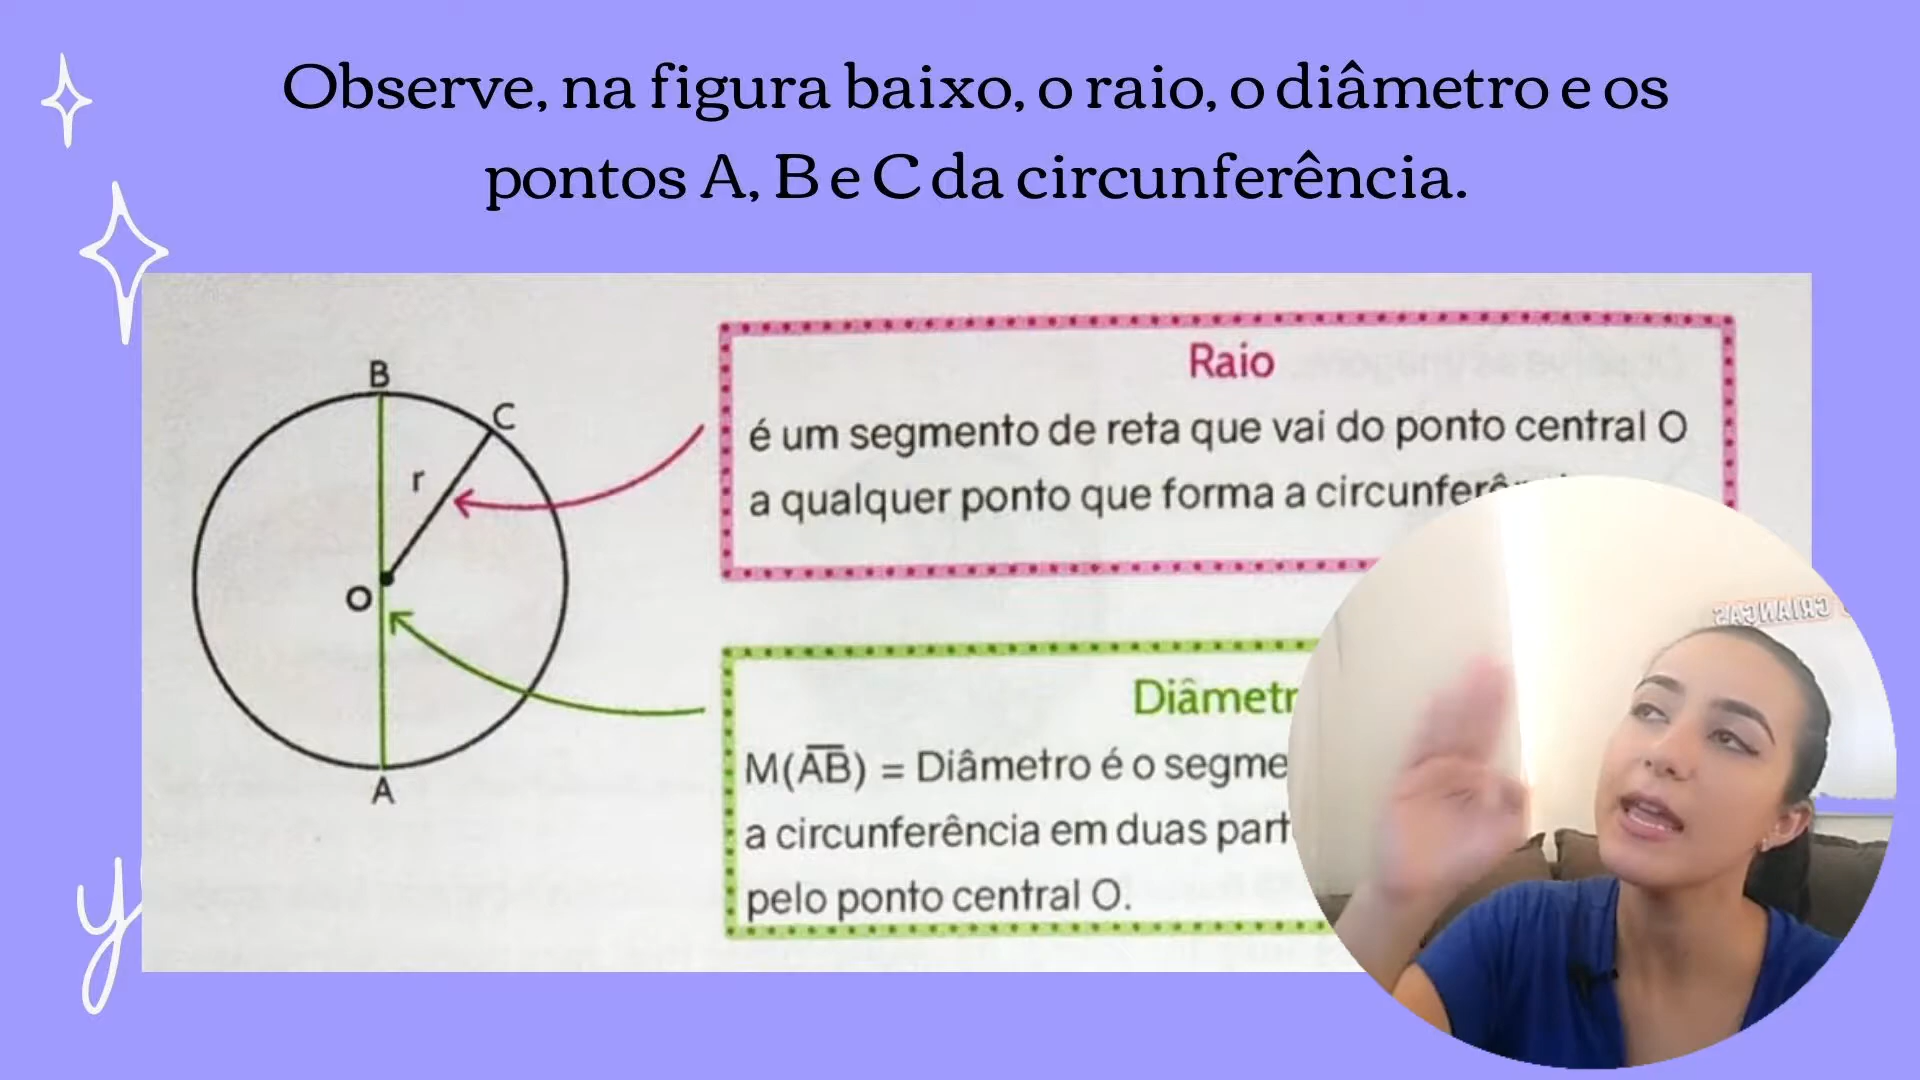 Observe, na figura baixo, o raio, o diâmetro e os
pontos A, B e C da circunferência.
B
C
r
O
A
Raio
é um segmento de reta que vai do ponto central O
a qualquer ponto que forma a
Diâmetr
M(A̅B̅) = Diâmetro é o segme
a circunferência em duas part
pelo ponto central O.
CRIANÇAS
y